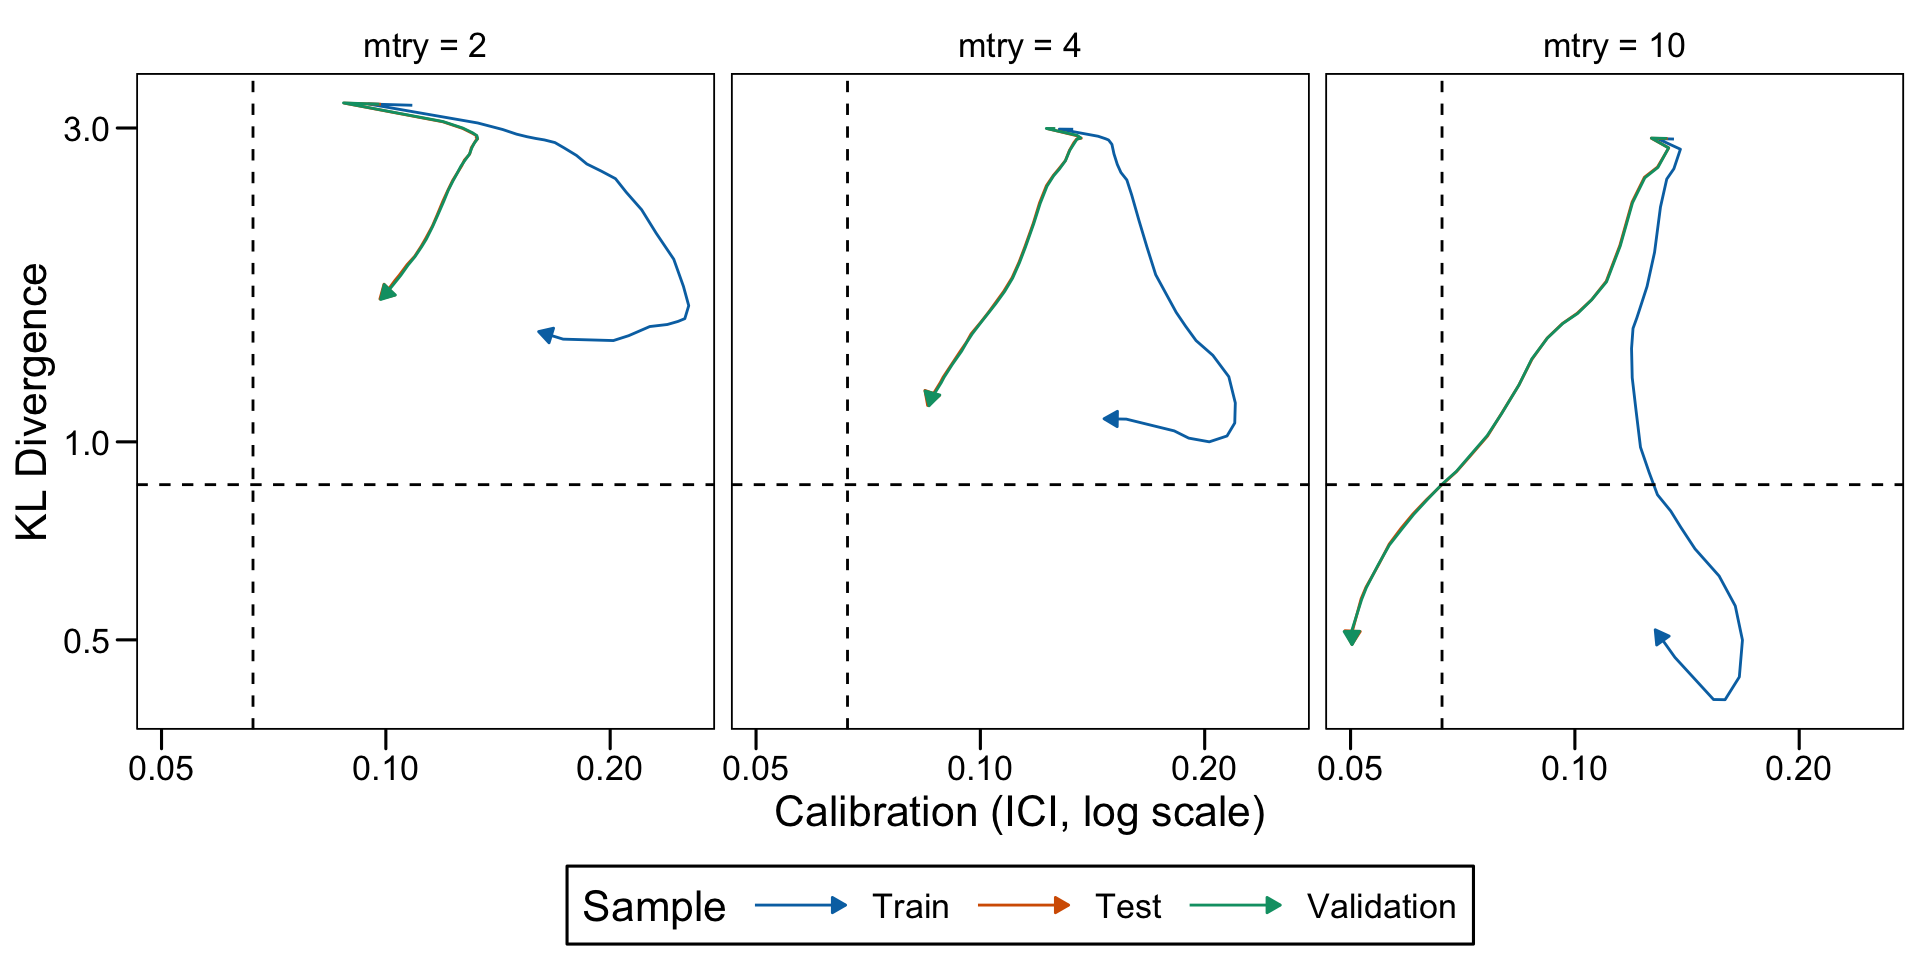 mtry = 2
mtry = 4
mtry = 10
KL Divergence
3.0
1.0
0.5
0.05
0.10
0.20
0.05
0.10
0.20
0.05
0.10
0.20
Calibration (ICI, log scale)
Sample
Train
Test
Validation